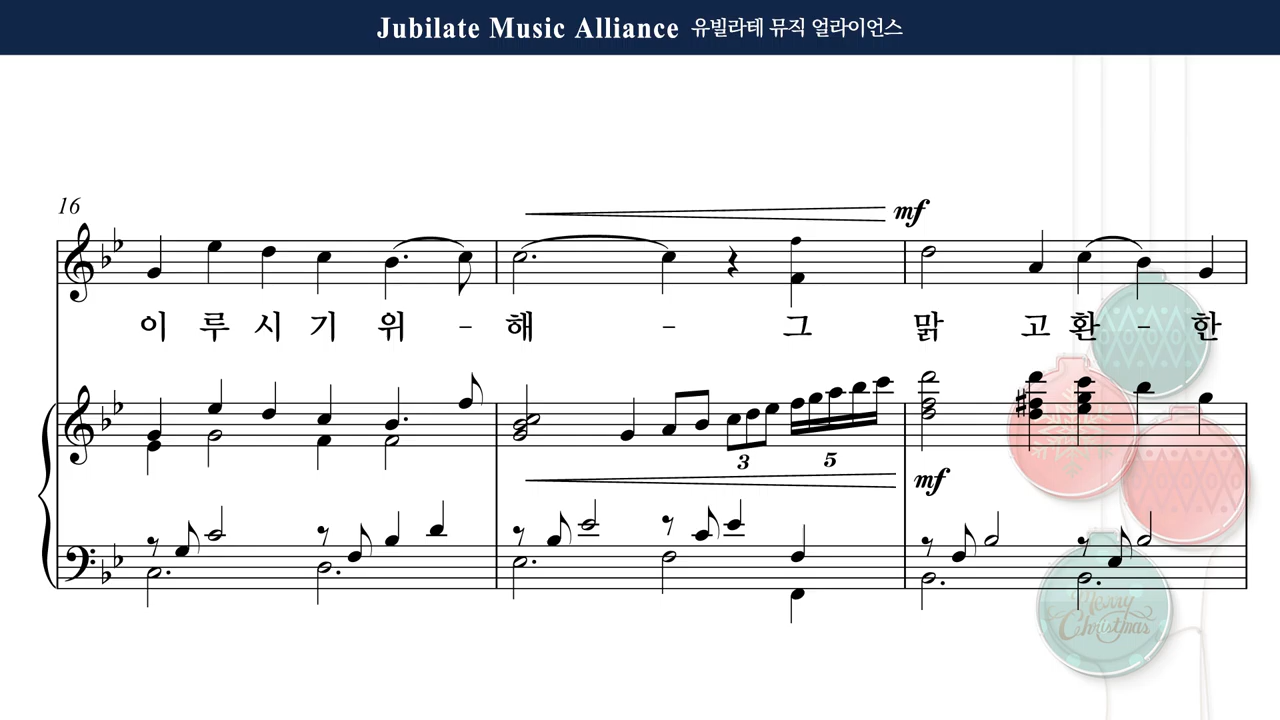 Jubilate Music Alliance 유빌라테 뮤직 얼라이언스
16
mf
이 루 시 기 위 - 해 - 그 맑 고 환 - 한
3 5
mf
Merry
Christmas